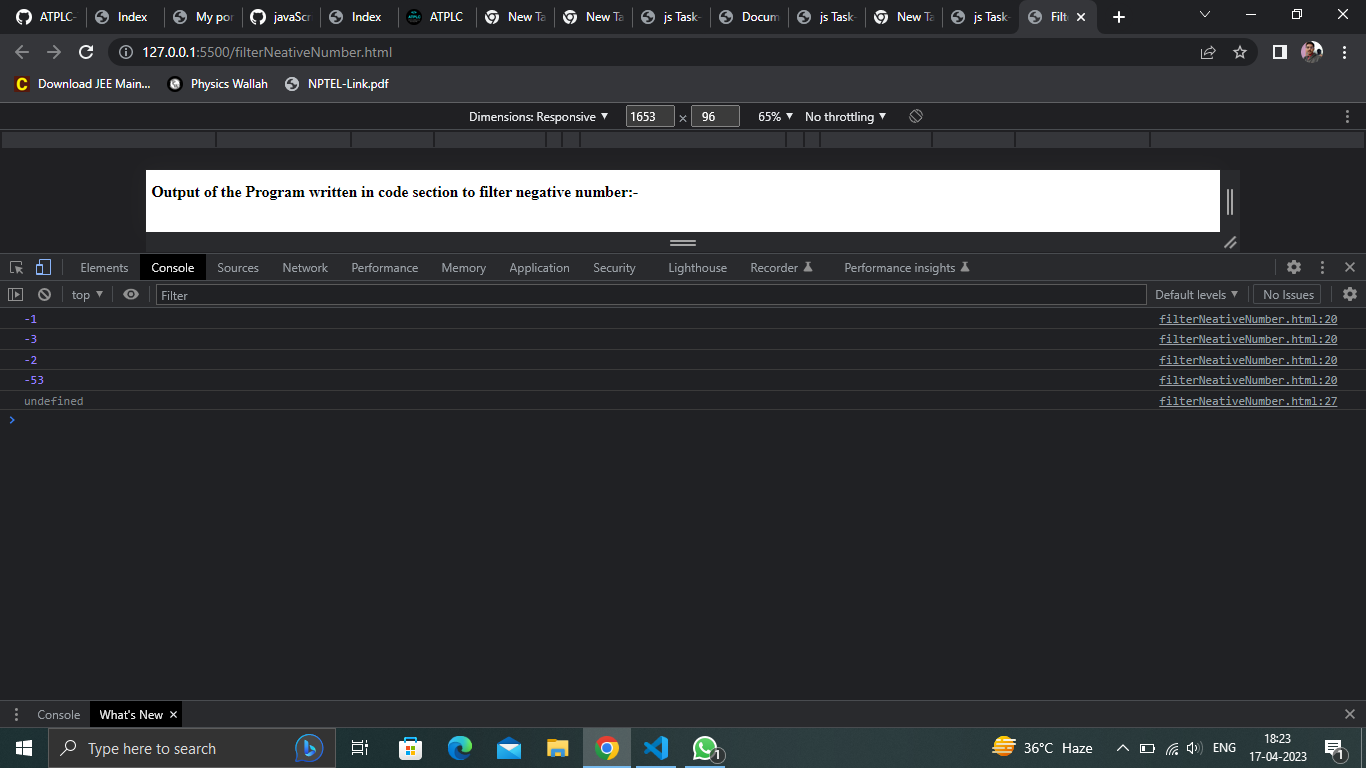 ATPLC- Index My por javaScr Index ATPLC New Ta New Ta js Task- Docum js Task- New Ta js Task- Filt
127.0.0.1:5500/filterNeativeNumber.html
Download JEE Main... Physics Wallah NPTEL-Link.pdf
Dimensions: Responsive 1653 × 96 65% No throttling
Output of the Program written in code section to filter negative number:-
Elements Console Sources Network Performance Memory Application Security Lighthouse Recorder Performance insights
top Filter Default levels No Issues
-1 filterNeativeNumber.html:20
-3 filterNeativeNumber.html:20
-2 filterNeativeNumber.html:20
-53 filterNeativeNumber.html:20
undefined filterNeativeNumber.html:27
Console What's New
Type here to search 36°C Haze ENG 18:23
17-04-2023